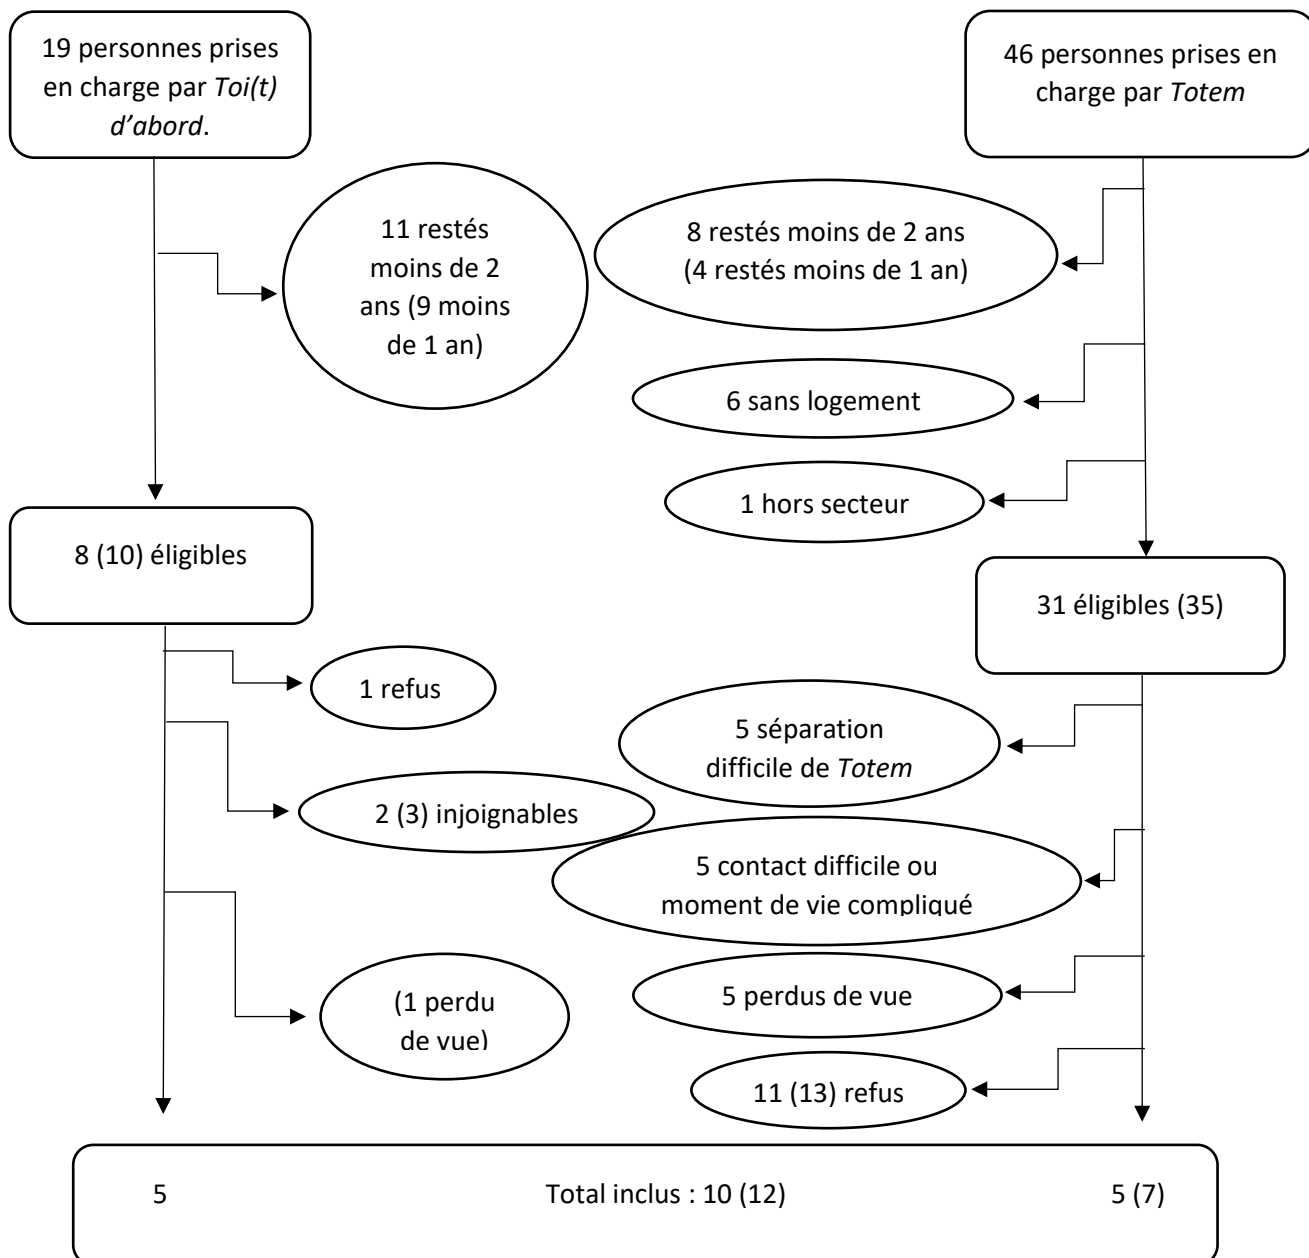 19 personnes prises
en charge par Toi(t)
d’abord.
46 personnes prises en
charge par Totem
11 restés
moins de 2
ans (9 moins
de 1 an)
8 restés moins de 2 ans
(4 restés moins de 1 an)
6 sans logement
1 hors secteur
8 (10) éligibles
31 éligibles (35)
1 refus
5 séparation
difficile de Totem
2 (3) injoignables
5 contact difficile ou
moment de vie compliqué
(1 perdu
de vue)
5 perdus de vue
11 (13) refus
5
Total inclus : 10 (12)
5 (7)